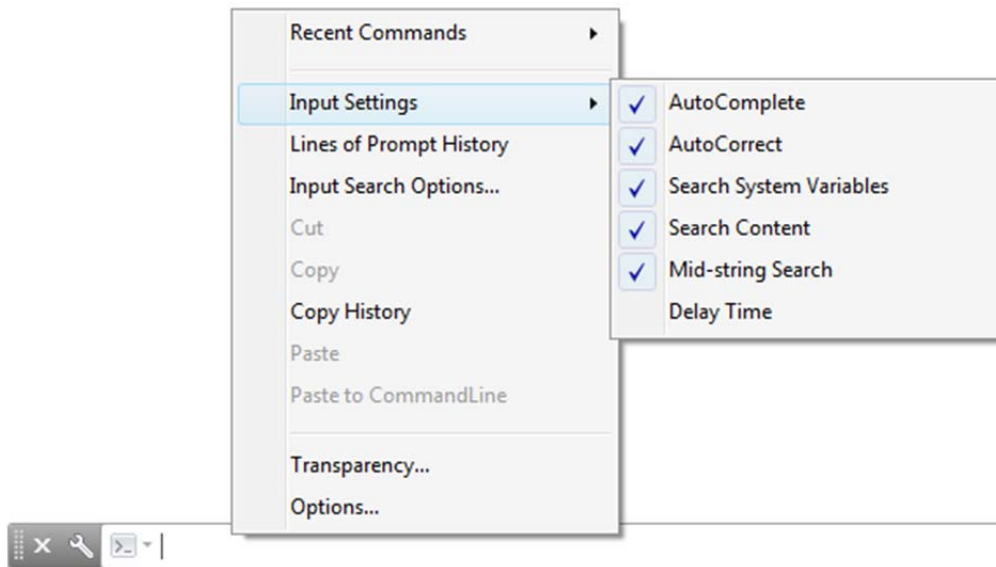 Recent Commands
Input Settings
Lines of Prompt History
Input Search Options...
Cut
Copy
Copy History
Paste
Paste to CommandLine
Transparency...
Options...
AutoComplete
AutoCorrect
Search System Variables
Search Content
Mid-string Search
Delay Time